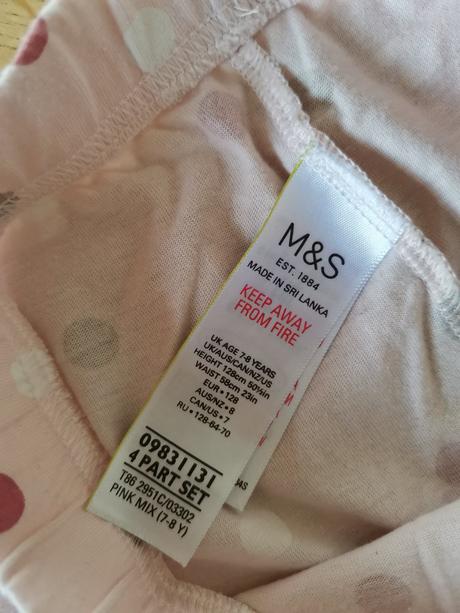 M&S
EST. 1884
MADE IN SRI LANKA
KEEP AWAY
FROM FIRE
UK AGE 7-8 YEARS
UK/AUS/CAN/NZ/US
HEIGHT 128cm 50½in
WAIST 58cm 23in
EUR • 128
AUS/NZ • 8
CAN/US • 7
RU • 128-64-70
09831131
4 PART SET
T86 2951C/03302
PINK MIX (7-8 Y)